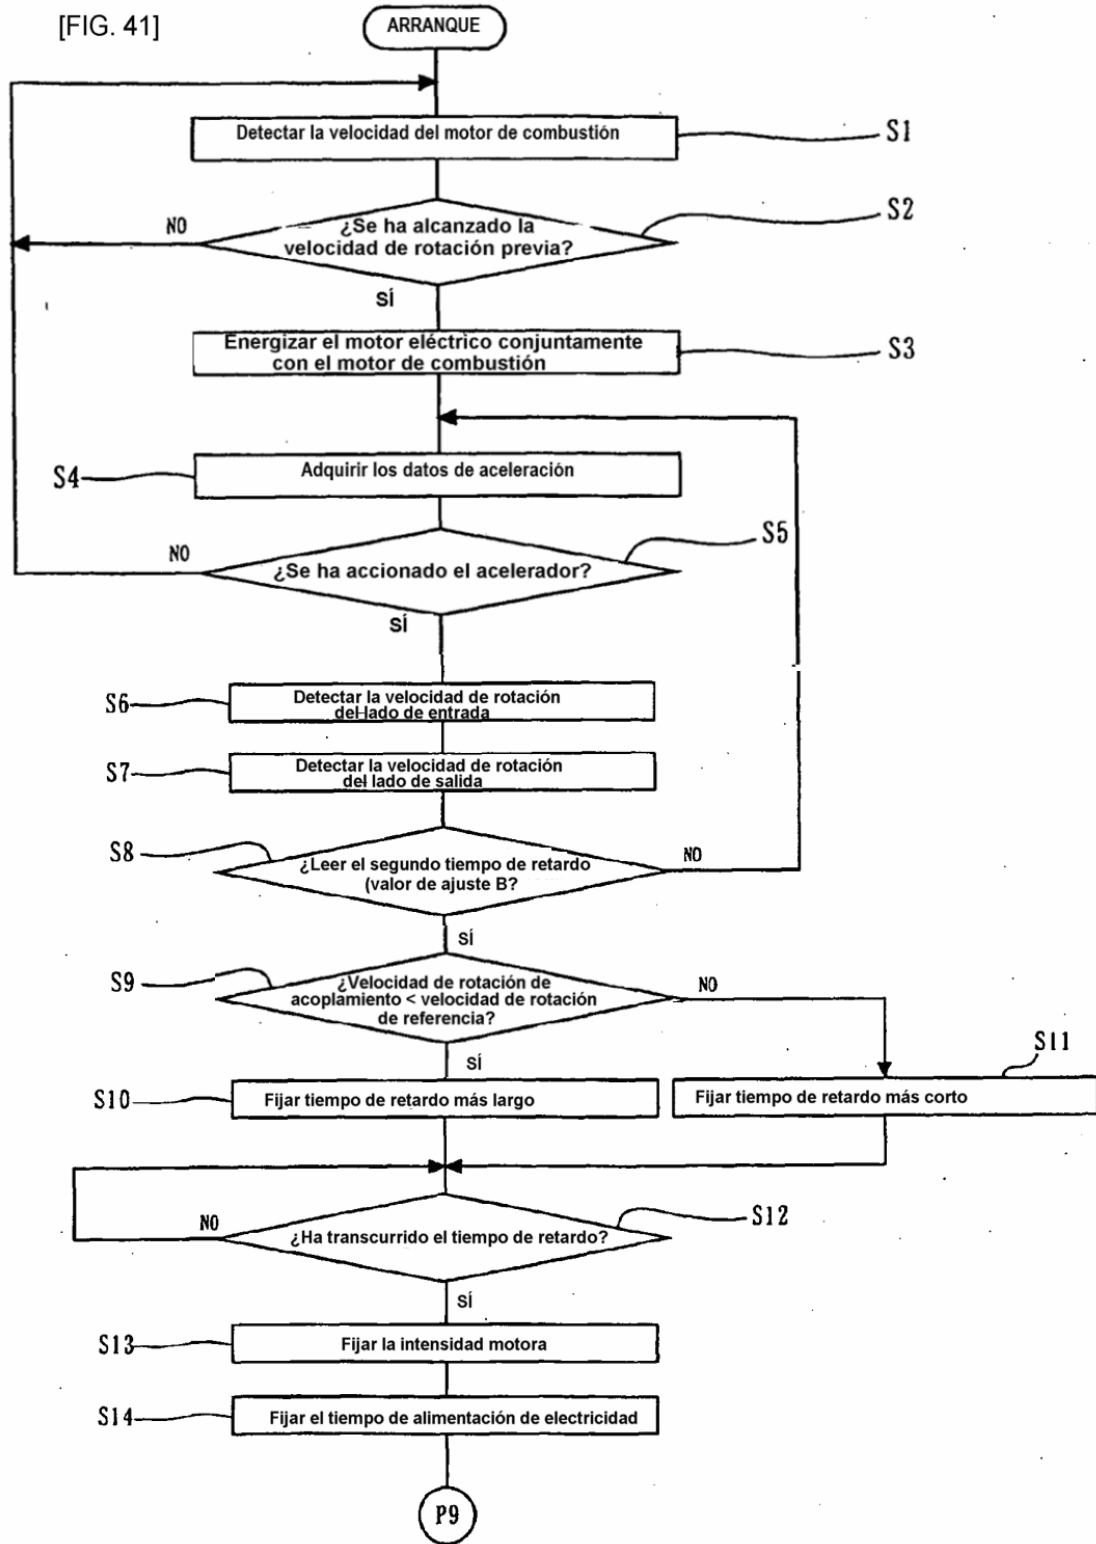 [FIG. 41]
ARRANQUE
Detectar la velocidad del motor de combustión
S1
¿Se ha alcanzado la
velocidad de rotación previa?
S2
NO
SÍ
Energizar el motor eléctrico conjuntamente
con el motor de combustión
S3
S4
Adquirir los datos de aceleración
S5
NO
¿Se ha accionado el acelerador?
SÍ
S6
Detectar la velocidad de rotación
del lado de entrada
S7
Detectar la velocidad de rotación
del lado de salida
S8
¿Leer el segundo tiempo de retardo
(valor de ajuste B?
NO
SÍ
S9
¿Velocidad de rotación de
acoplamiento < velocidad de rotación
de referencia?
NO
SÍ
S11
S10
Fijar tiempo de retardo más largo
Fijar tiempo de retardo más corto
NO
¿Ha transcurrido el tiempo de retardo?
S12
SÍ
S13
Fijar la intensidad motora
S14
Fijar el tiempo de alimentación de electricidad
P9